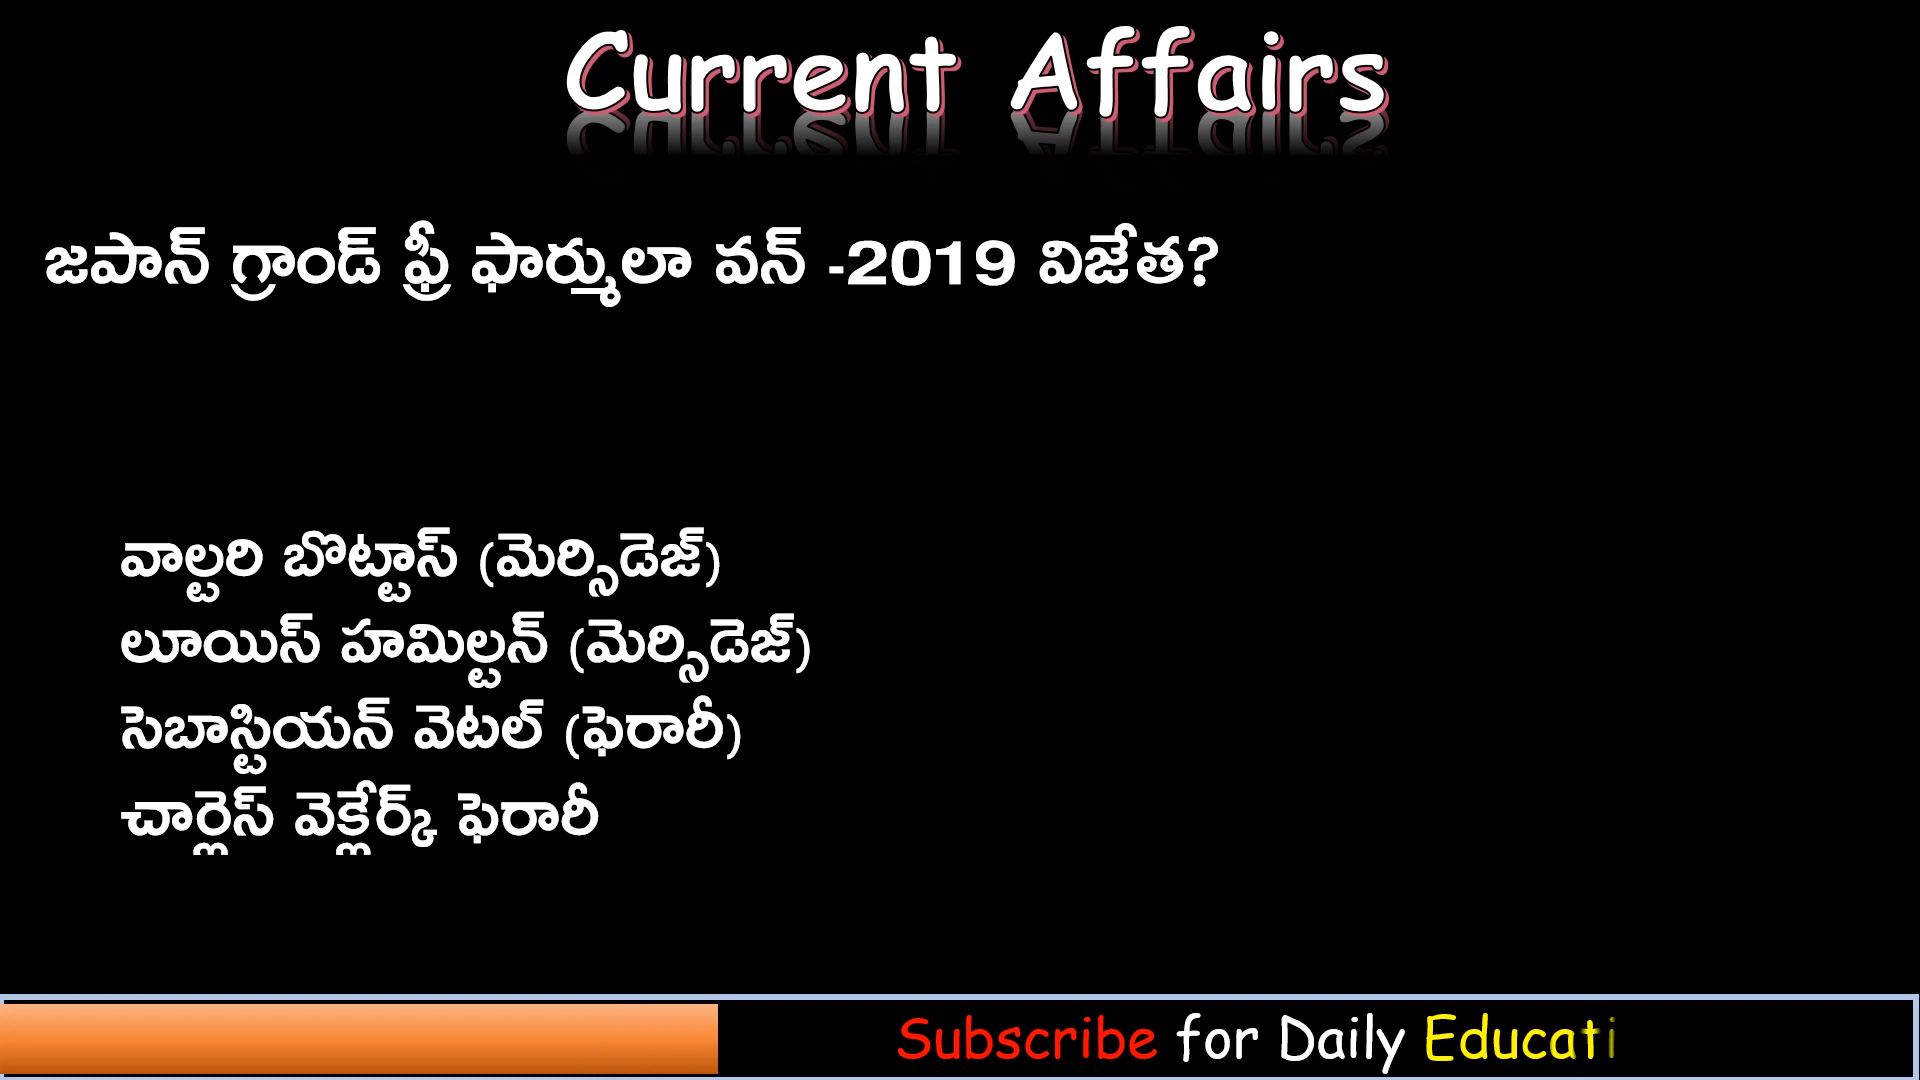 Current Affairs
జపాన్ గ్రాండ్ ఫ్రీ ఫార్ములా వన్ -2019 విజేత?
వాల్టరి బొట్టాస్ (మెర్సిడెజ్)
లూయిస్ హమిల్టన్ (మెర్సిడెజ్)
సెబాస్టియన్ వెటల్ (ఫెరారీ)
చార్లెస్ వెక్లేర్క్ ఫెరారీ
Subscribe for Daily Educati